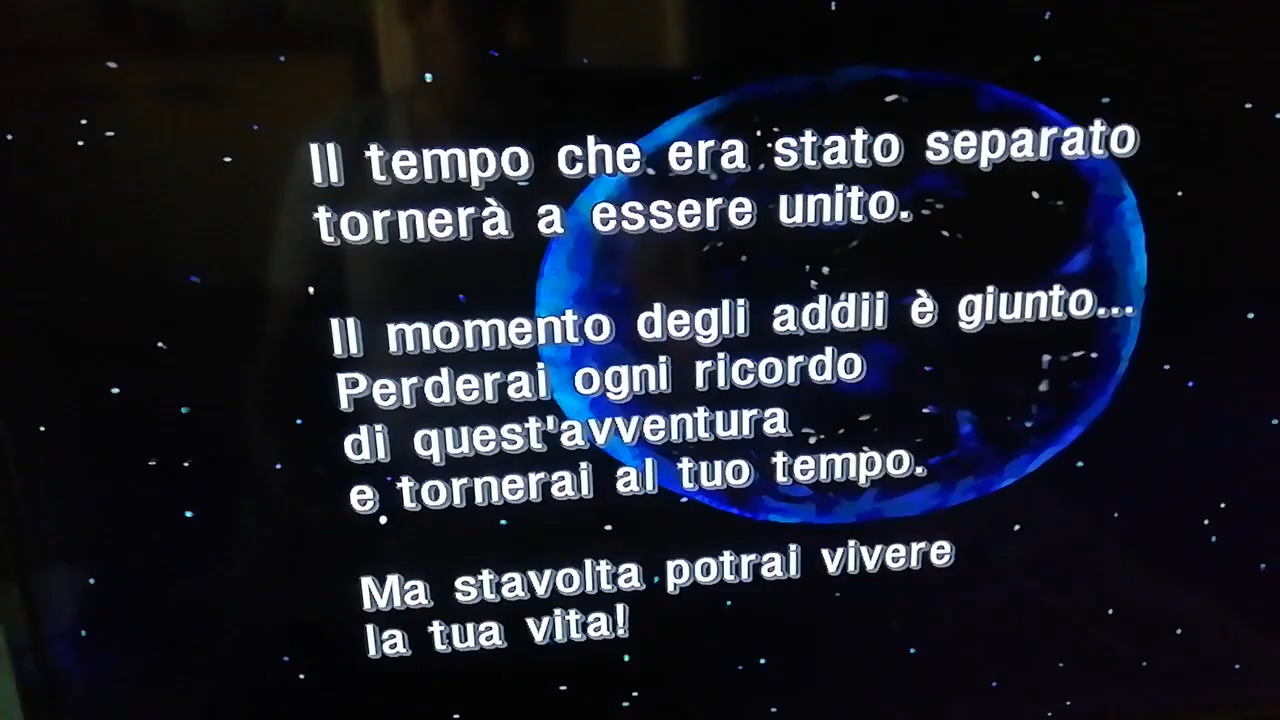 Il tempo che era stato separato
tornerà a essere unito.
Il momento degli addii è giunto...
Perderai ogni ricordo
di quest'avventura
e tornerai al tuo tempo.
Ma stavolta potrai vivere
la tua vita!